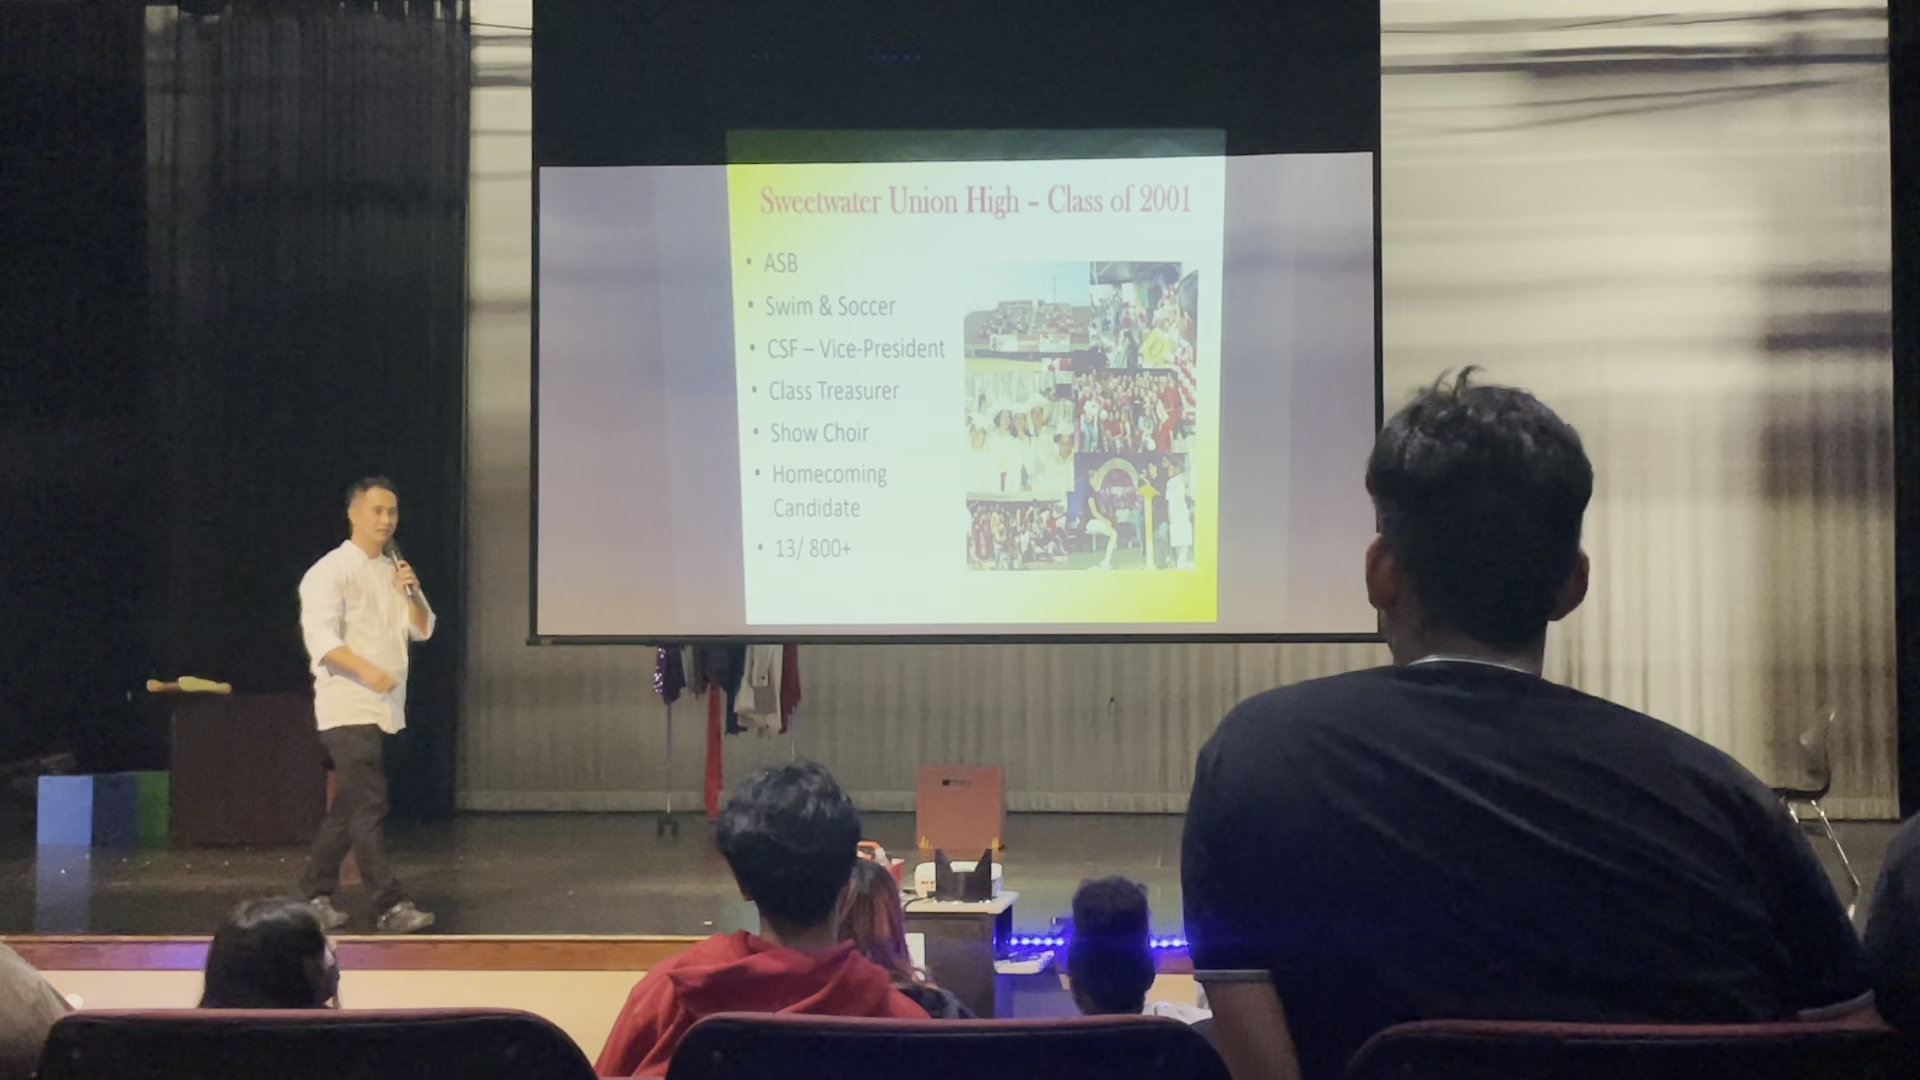 Sweetwater Union High – Class of 2001
• ASB
• Swim & Soccer
• CSF – Vice-President
• Class Treasurer
• Show Choir
• Homecoming
Candidate
• 13/ 800+